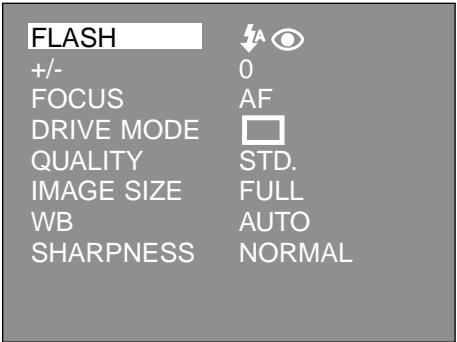 FLASH ⚡A 👁
+/- 0
FOCUS AF
DRIVE MODE
QUALITY STD.
IMAGE SIZE FULL
WB AUTO
SHARPNESS NORMAL